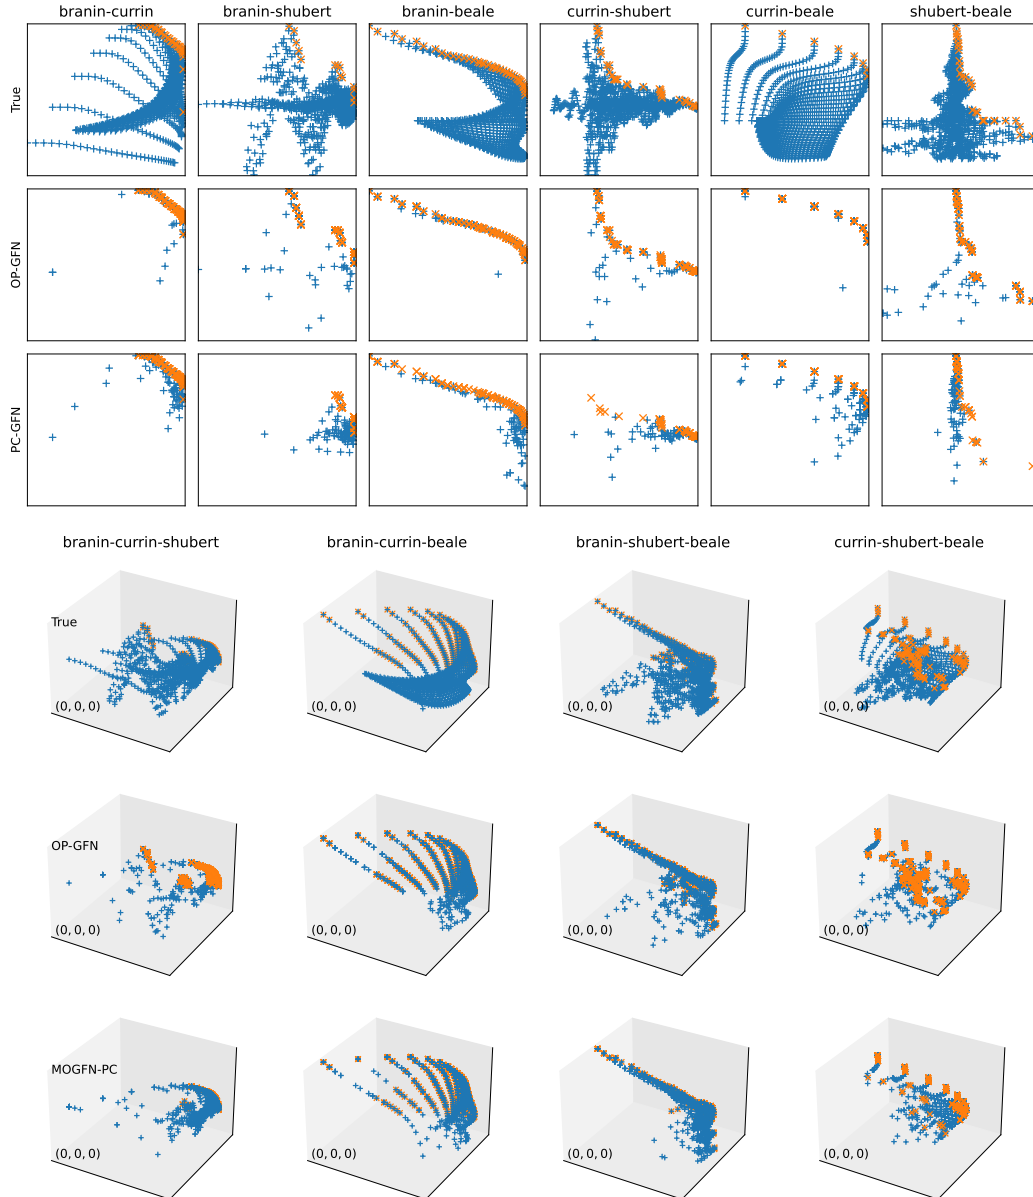 branin-currin branin-shubert branin-beale currin-shubert currin-beale shubert-beale
True
OP-GFN
PC-GFN
branin-currin-shubert branin-currin-beale branin-shubert-beale currin-shubert-beale
True
(0, 0, 0) (0, 0, 0) (0, 0, 0) (0, 0, 0)
OP-GFN
(0, 0, 0) (0, 0, 0) (0, 0, 0) (0, 0, 0)
MOGFN-PC
(0, 0, 0) (0, 0, 0) (0, 0, 0) (0, 0, 0)